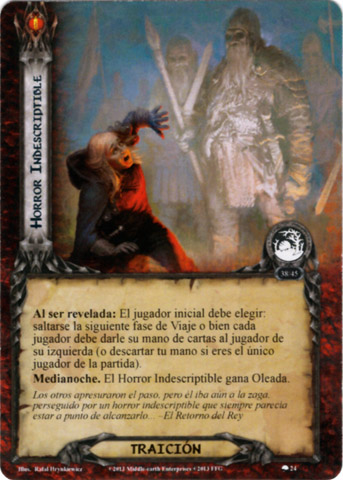 HORROR INDESCRIPTIBLE
38/45
Al ser revelada: El jugador inicial debe elegir:
saltarse la siguiente fase de Viaje o bien cada
jugador debe darle su mano de cartas al jugador de
su izquierda (o descartar tu mano si eres el único
jugador de la partida).
Medianoche. El Horror Indescriptible gana Oleada.
Los otros apresuraron el paso, pero él iba aún a la zaga,
perseguido por un horror indescriptible que siempre parecía
estar a punto de alcanzarlo... -El Retorno del Rey
TRAICIÓN
Illus. Rafał Hrynkiewicz
©2013 Middle-earth Enterprises ©2013 FFG
24